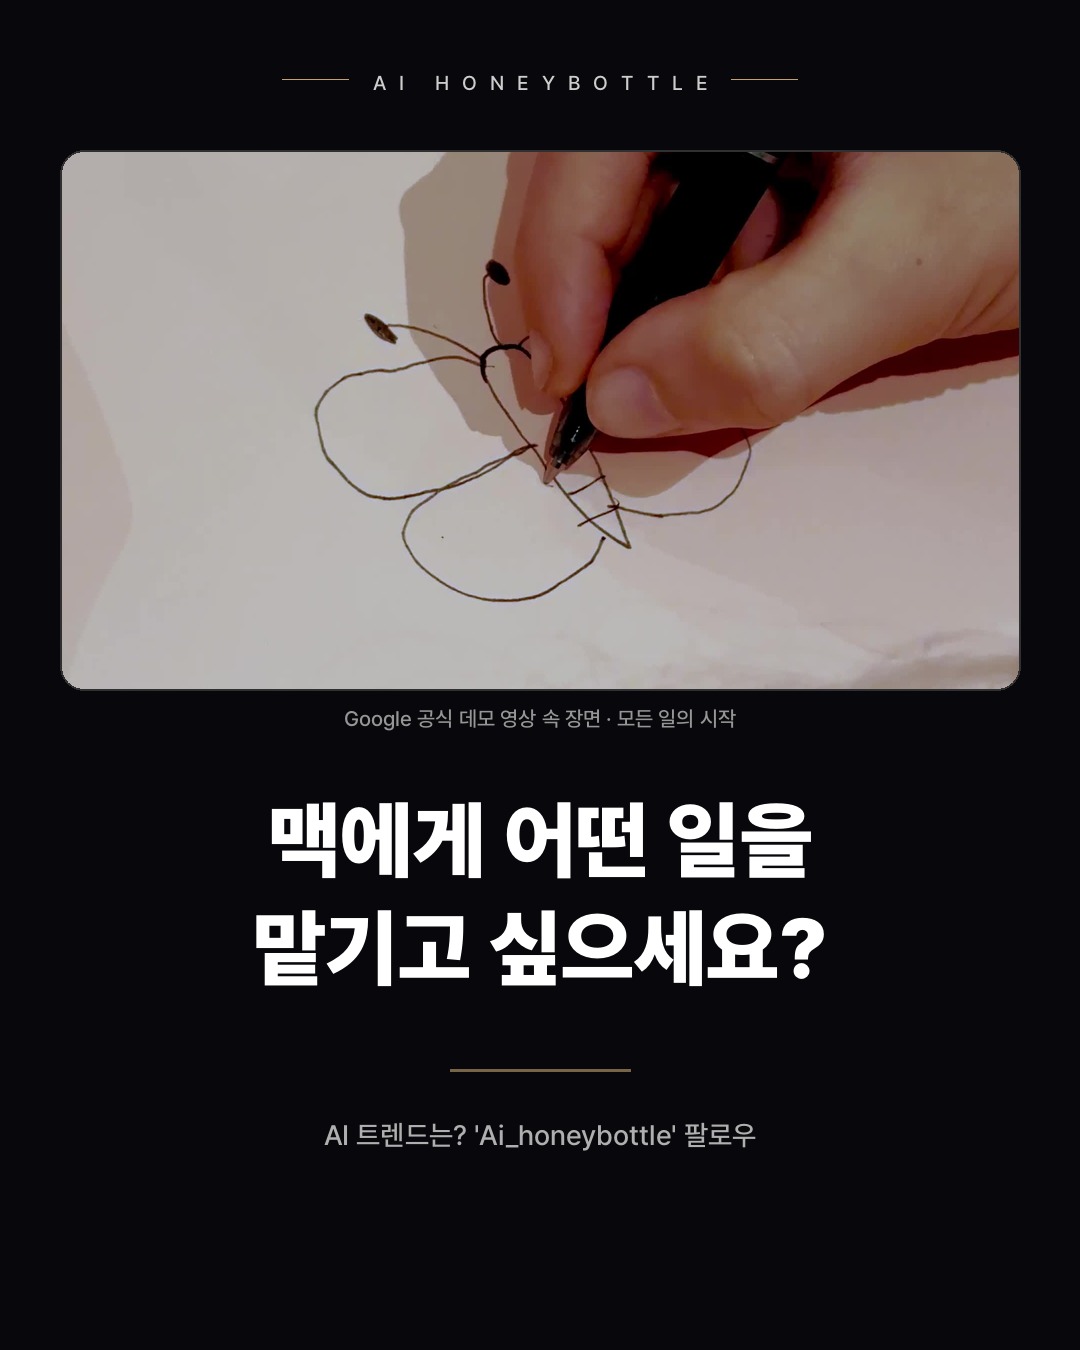 AI HONEYBOTTLE
Google 공식 데모 영상 속 장면 · 모든 일의 시작
맥에게 어떤 일을
맡기고 싶으세요?
AI 트렌드는? 'Ai_honeybottle' 팔로우